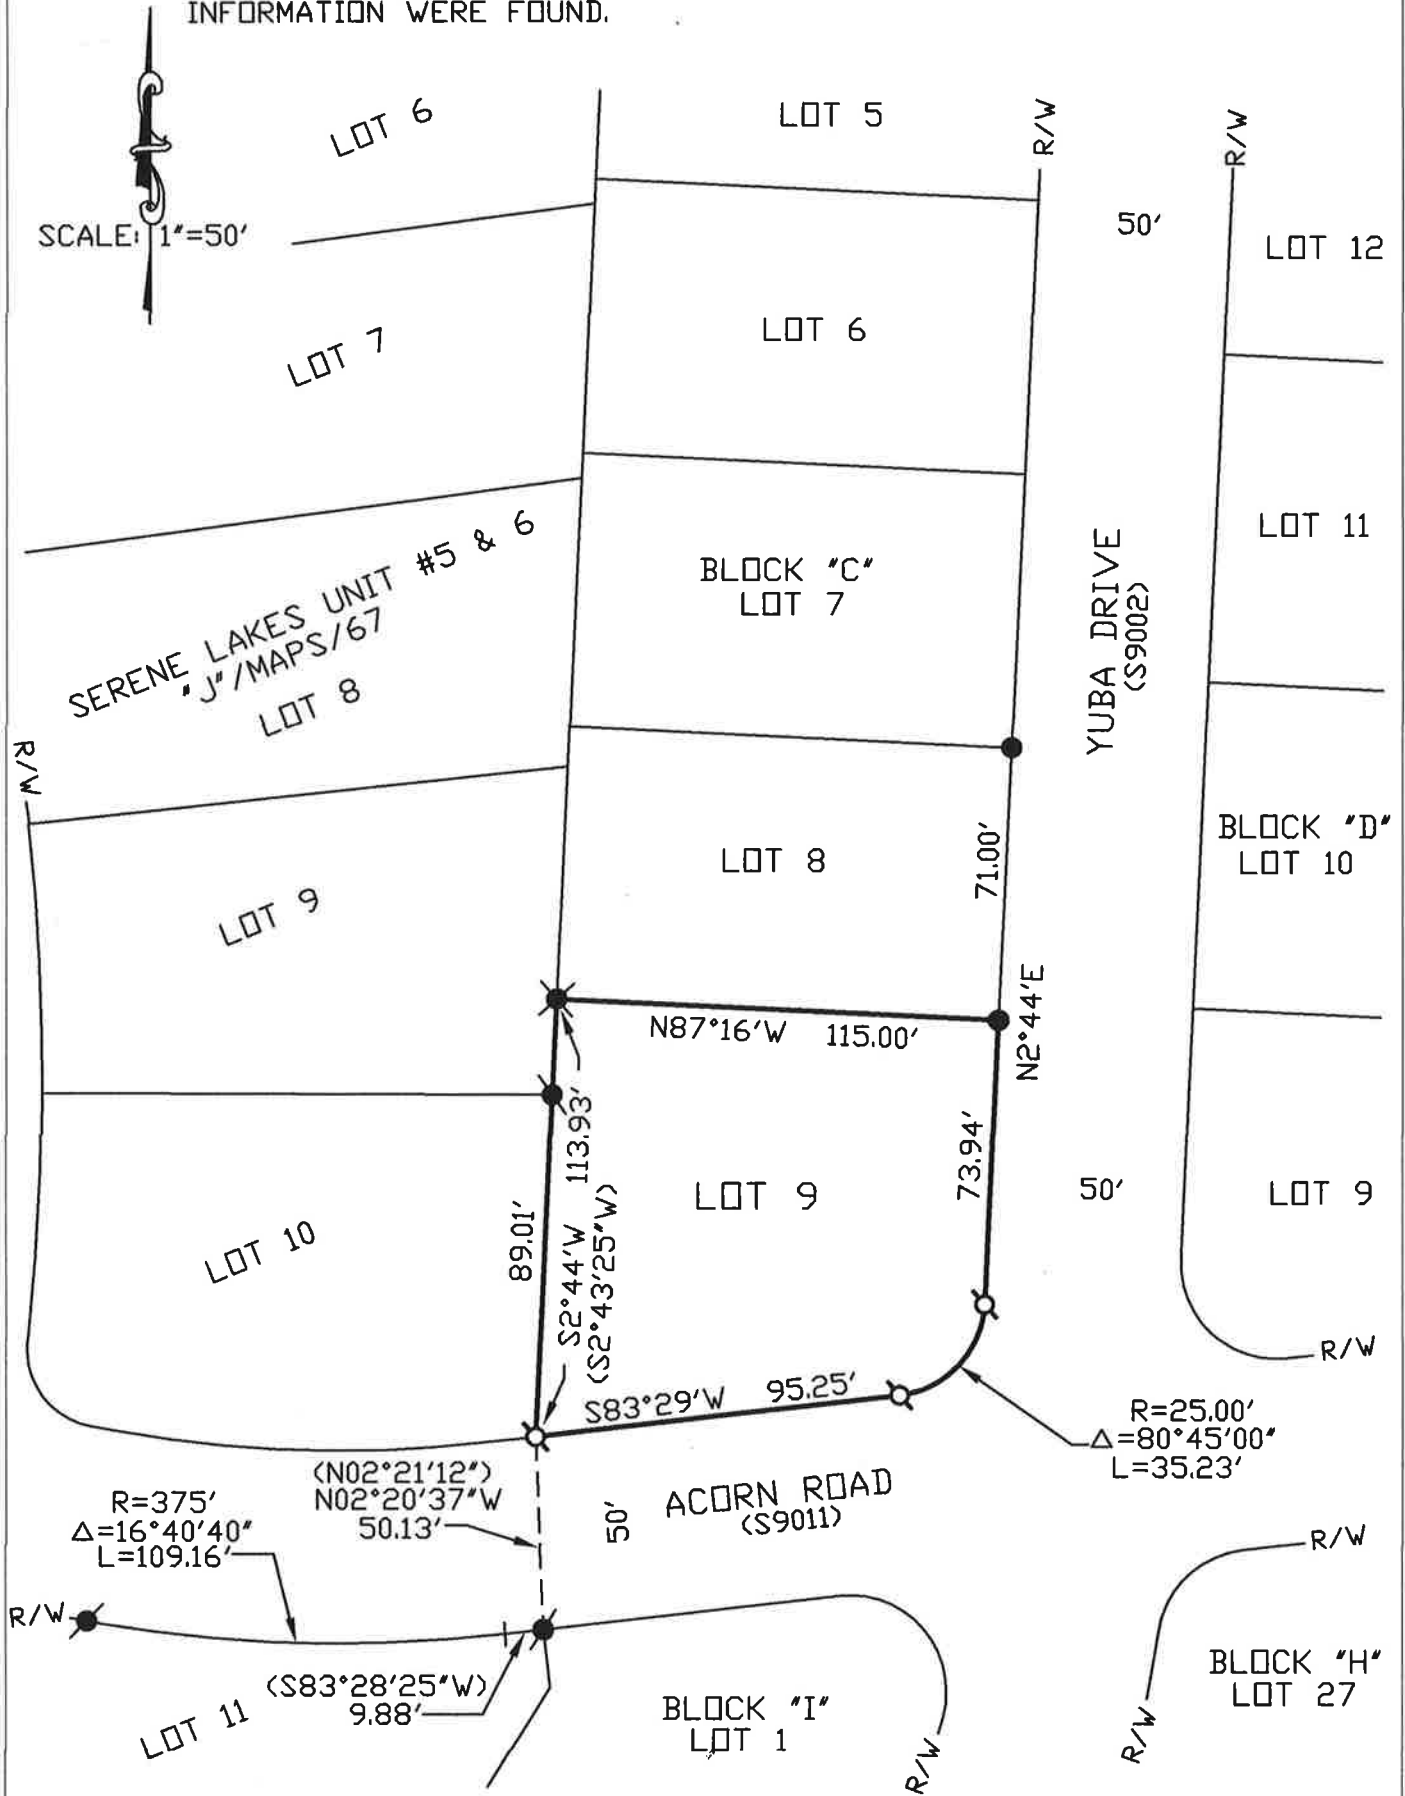 INFORMATION WERE FOUND.
SCALE: 1"=50'
LOT 6
LOT 5
R/W
R/W
50'
LOT 12
LOT 7
LOT 6
LOT 11
SERENE LAKES UNIT #5 & 6
"J"/MAPS/67
LOT 8
BLOCK "C"
LOT 7
YUBA DRIVE
(S9002)
R/W
LOT 9
LOT 8
71.00'
BLOCK "D"
LOT 10
N87°16'W 115.00'
N2°44'E
LOT 10
89.01'
113.93'
S2°44'W
(S2°43'25"W)
LOT 9
73.94'
50'
LOT 9
R/W
S83°29'W 95.25'
R=25.00'
Δ=80°45'00"
L=35.23'
(N02°21'12")
N02°20'37"W
50.13'
50'
ACORN ROAD
(S9011)
R=375'
Δ=16°40'40"
L=109.16'
R/W
R/W
(S83°28'25"W)
9.88'
LOT 11
BLOCK "I"
LOT 1
R/W
R/W
BLOCK "H"
LOT 27